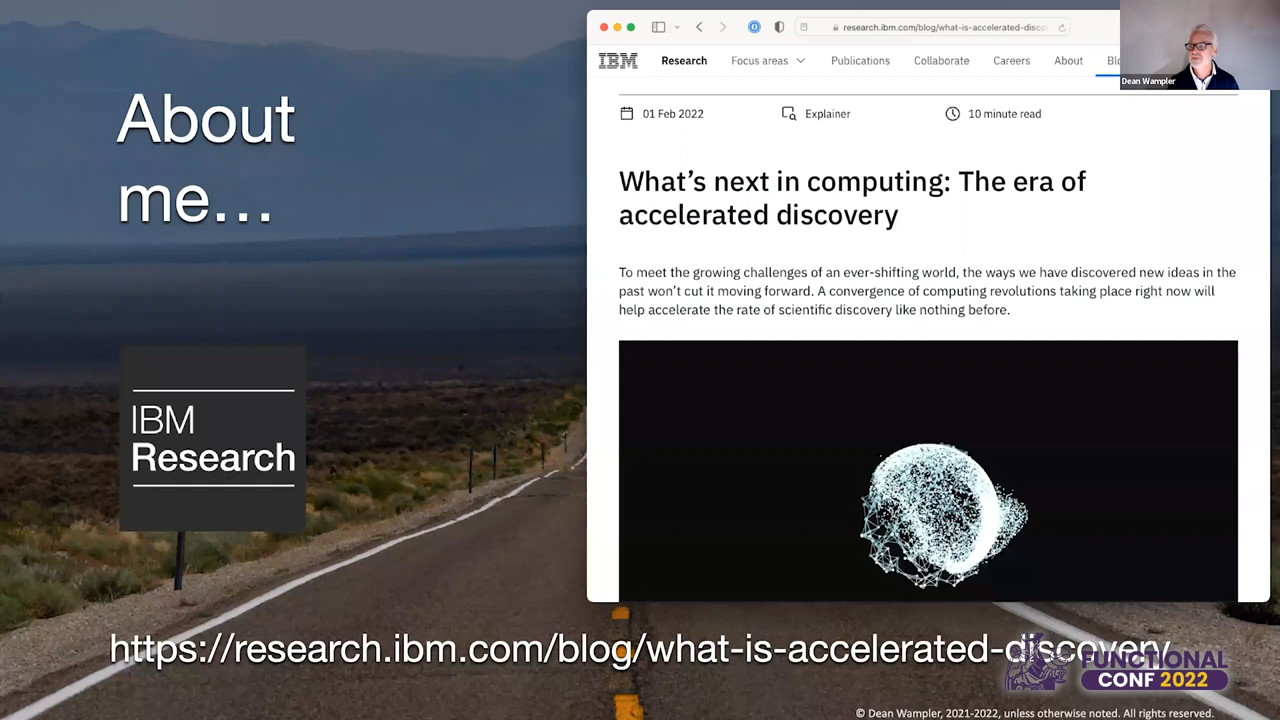 About
me…
IBM
Research
research.ibm.com/blog/what-is-accelerated-disco
IBM Research Focus areas Publications Collaborate Careers About
Dean Wampler
01 Feb 2022 Explainer 10 minute read
What's next in computing: The era of
accelerated discovery
To meet the growing challenges of an ever-shifting world, the ways we have discovered new ideas in the
past won't cut it moving forward. A convergence of computing revolutions taking place right now will
help accelerate the rate of scientific discovery like nothing before.
https://research.ibm.com/blog/what-is-accelerated-discovery
FUNCTIONAL
CONF 2022
© Dean Wampler, 2021-2022, unless otherwise noted. All rights reserved.